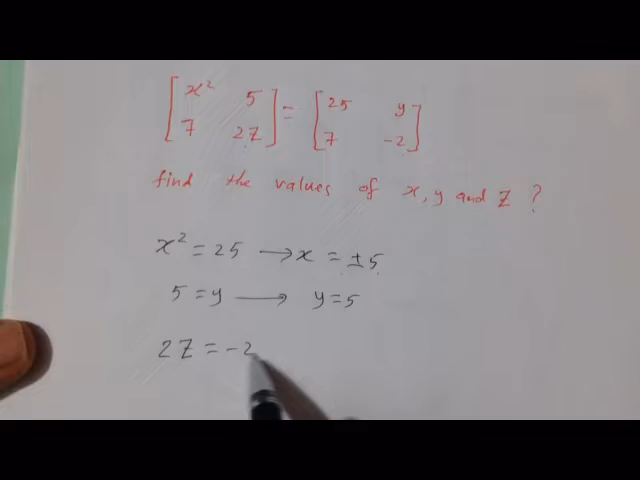 [x² 5
7 2Z] = [25 y
7 -2]
find the values of x, y and Z ?
x² = 25 → x = ±5
5 = y → y = 5
2Z = -2